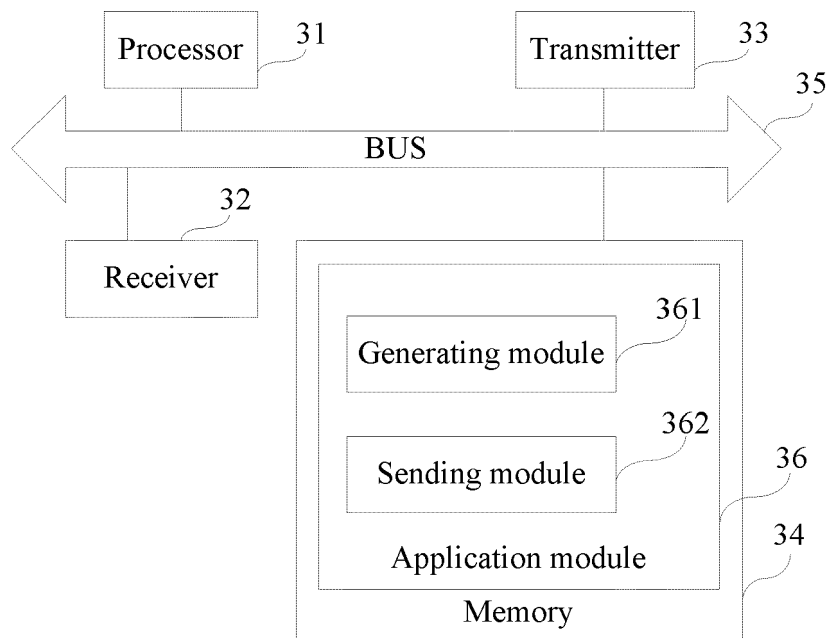 Processor
31
Transmitter
33
35
BUS
32
Receiver
361
Generating module
362
Sending module
36
Application module
34
Memory